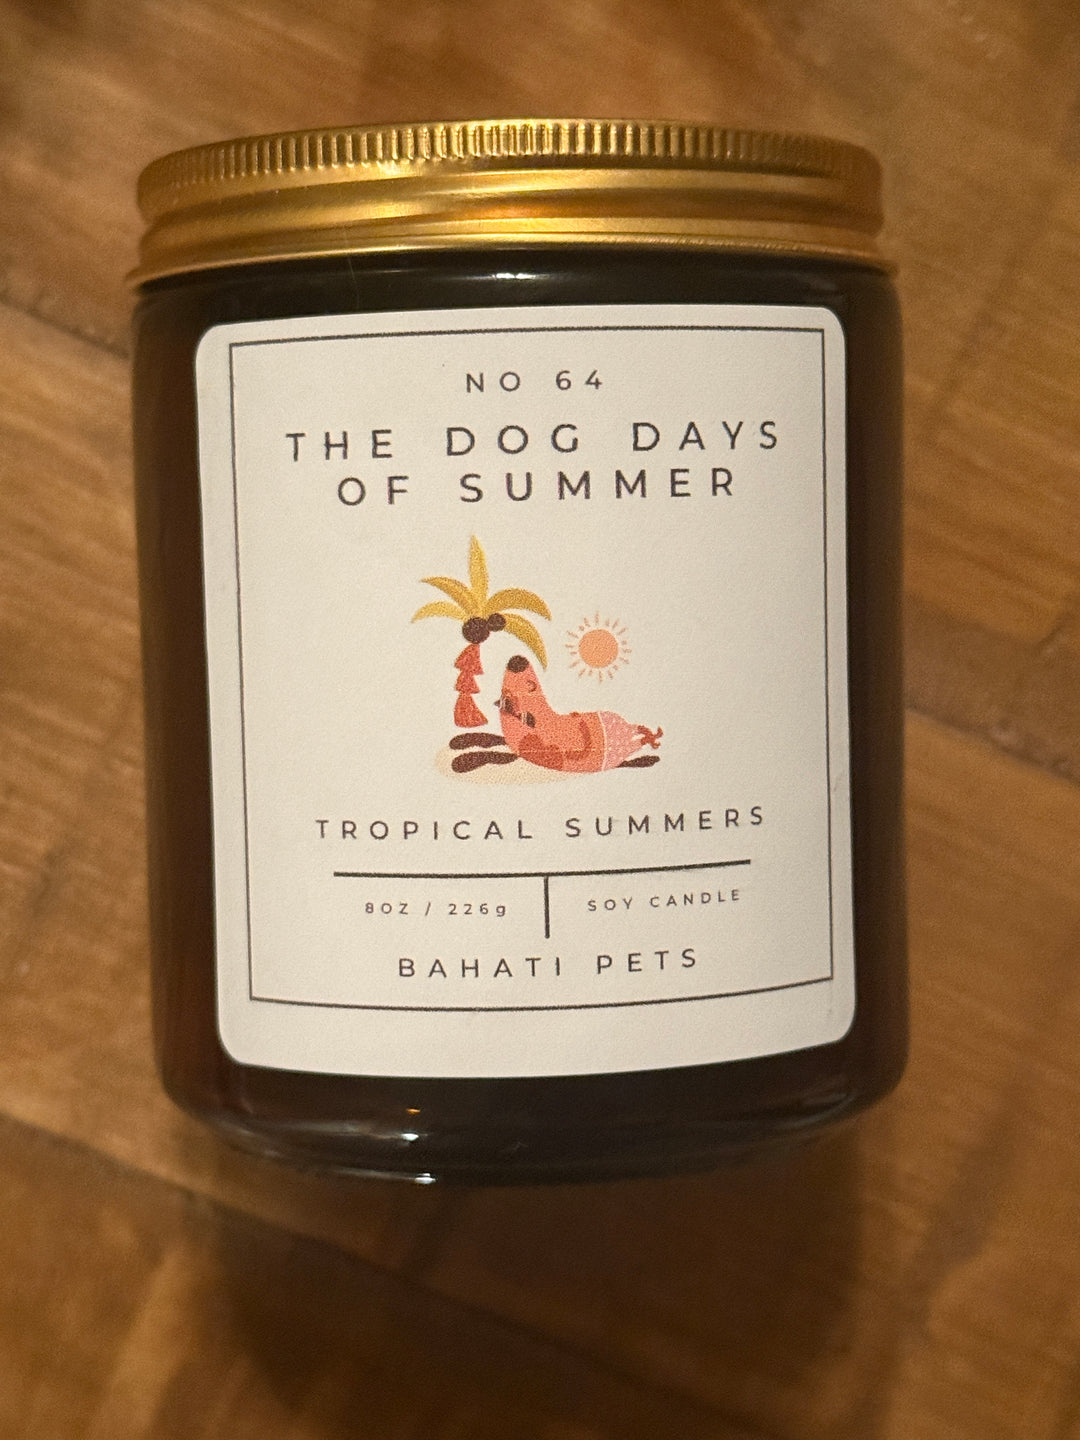 NO 64
THE DOG DAYS
OF SUMMER
TROPICAL SUMMERS
8OZ / 226g
SOY CANDLE
BAHATI PETS